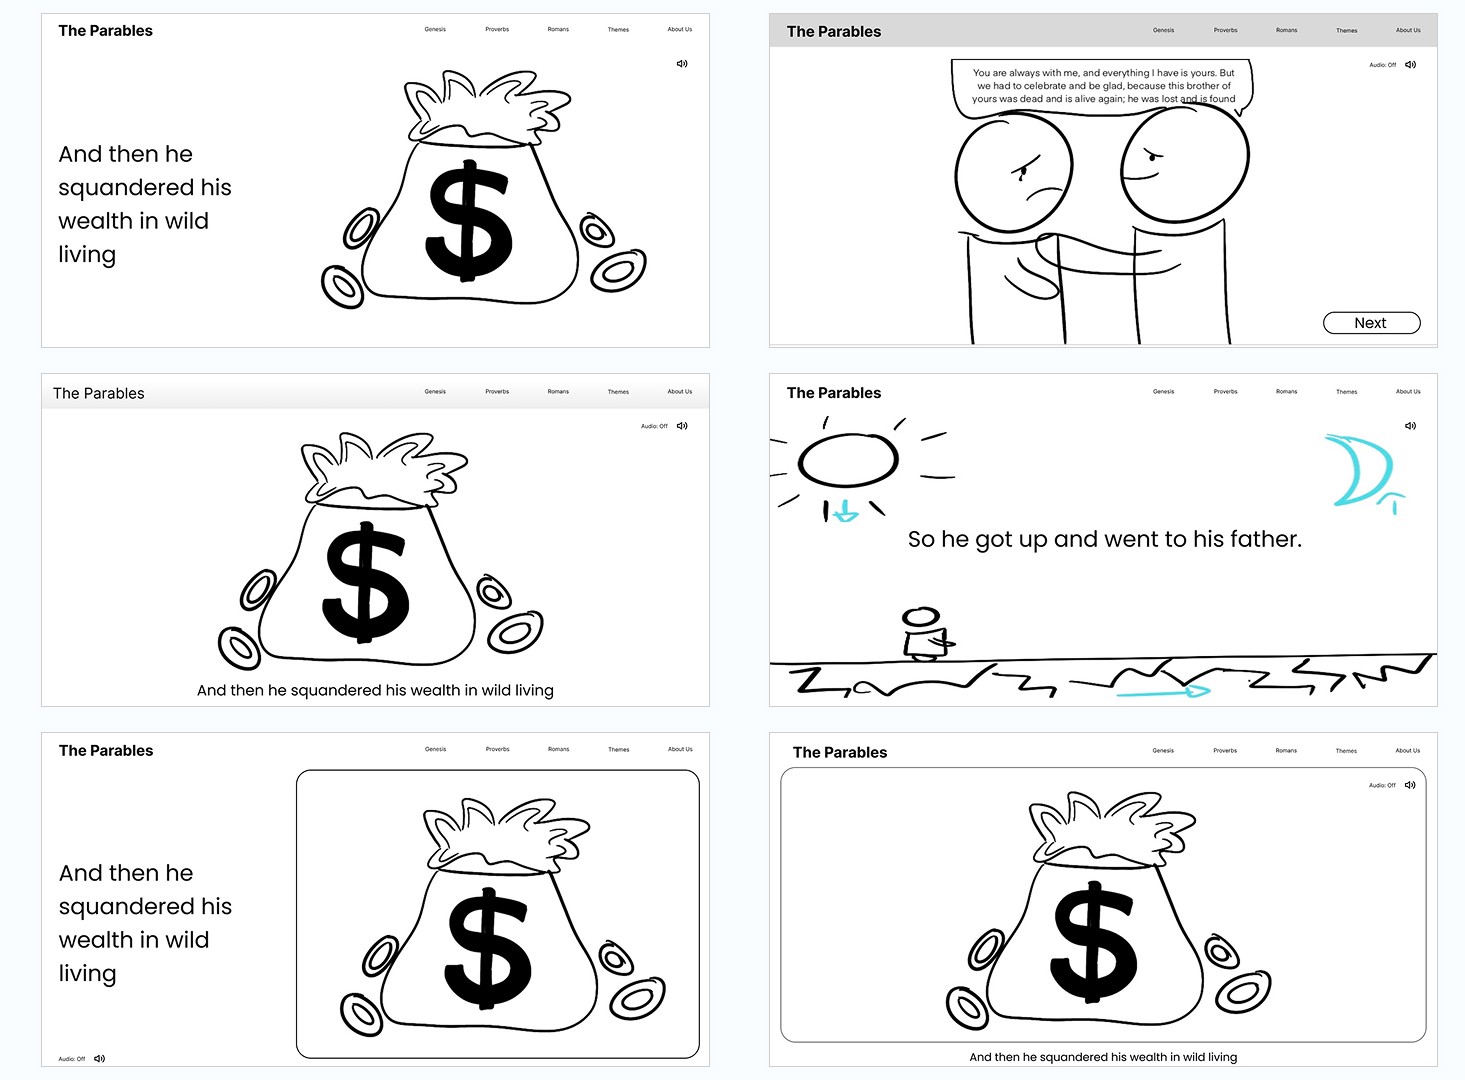 The Parables
Genesis Proverbs Romans Themes About Us
And then he
squandered his
wealth in wild
living
$
The Parables
Genesis Proverbs Romans Themes About Us
Audio: Off
You are always with me, and everything I have is yours. But
we had to celebrate and be glad, because this brother of
yours was dead and is alive again; he was lost and is found
Next
The Parables
Genesis Proverbs Romans Themes About Us
Audio: Off
$
And then he squandered his wealth in wild living
The Parables
Genesis Proverbs Romans Themes About Us
So he got up and went to his father.
The Parables
Genesis Proverbs Romans Themes About Us
And then he
squandered his
wealth in wild
living
$
Audio: Off
The Parables
Genesis Proverbs Romans Themes About Us
Audio: Off
$
And then he squandered his wealth in wild living